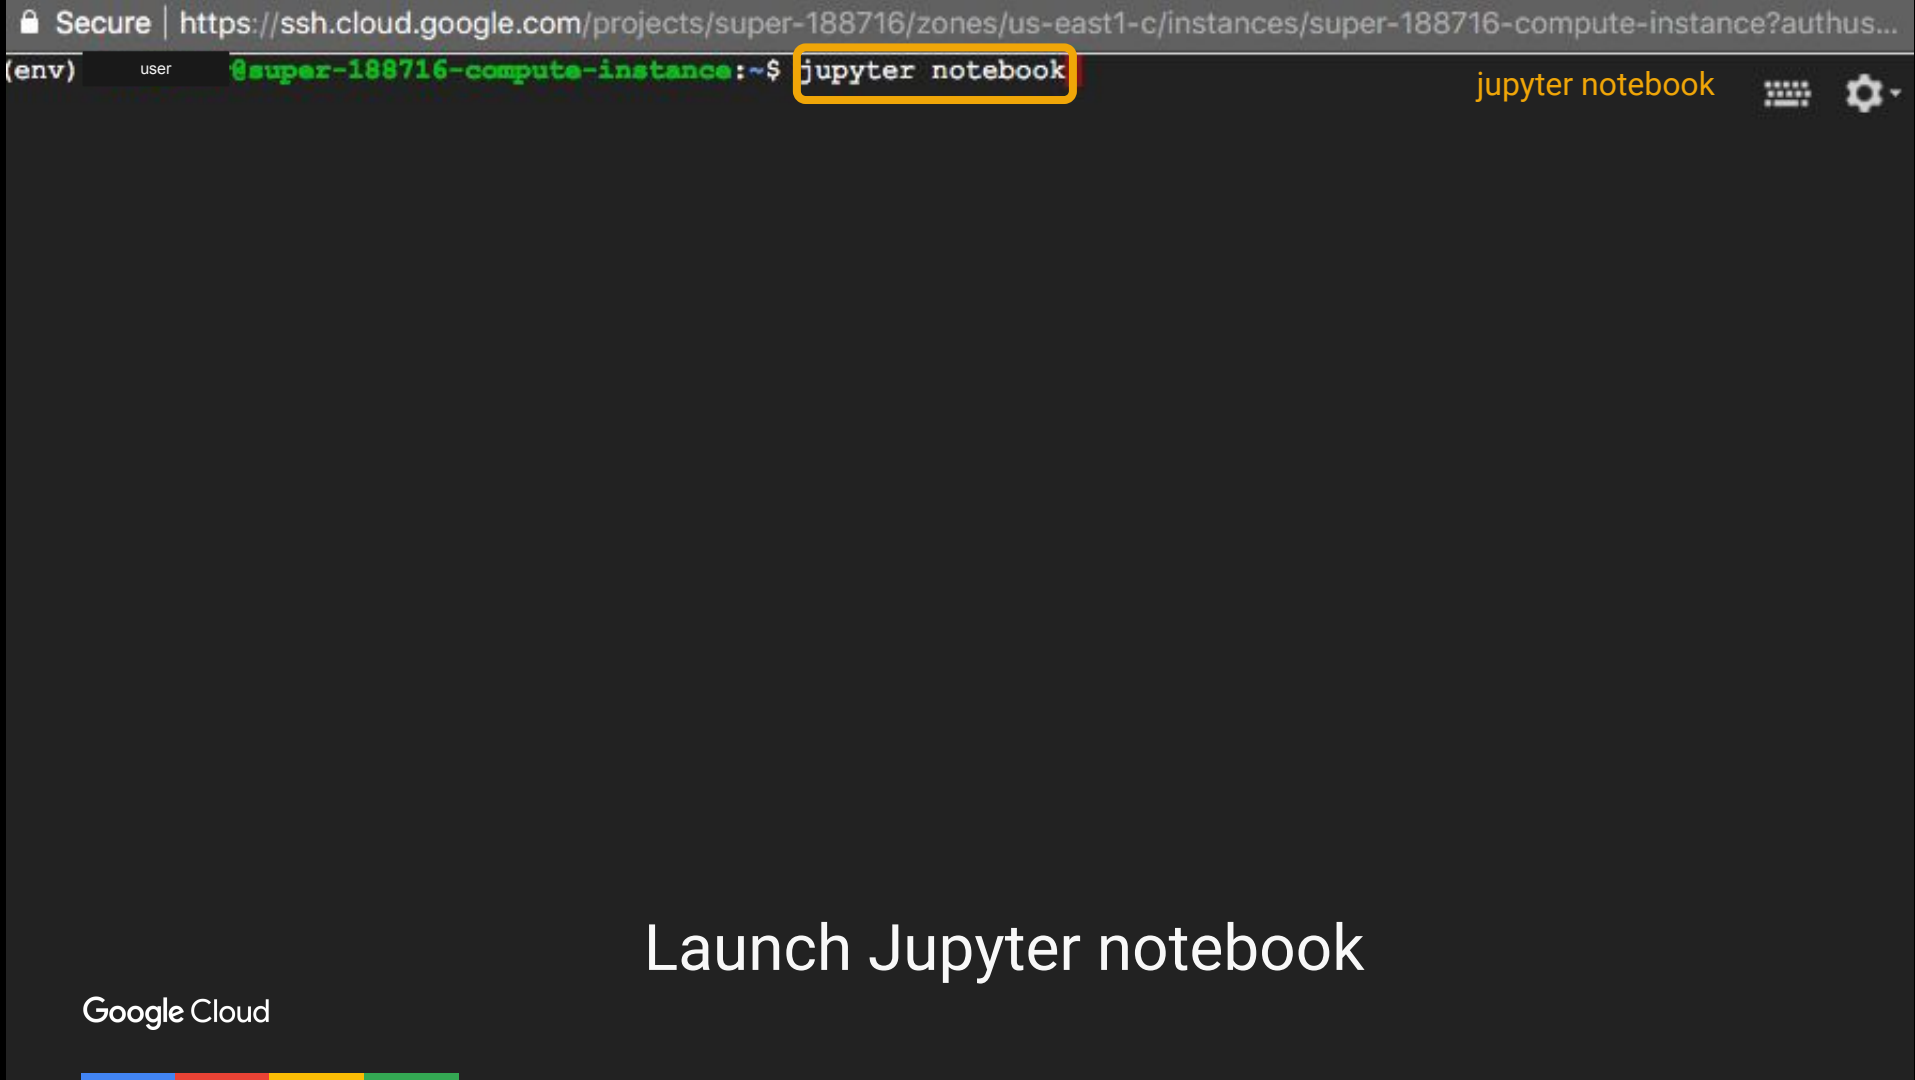 Secure | https://ssh.cloud.google.com/projects/super-188716/zones/us-east1-c/instances/super-188716-compute-instance?authus...
(env) user @super-188716-compute-instance:~$ jupyter notebook
jupyter notebook
Launch Jupyter notebook
Google Cloud